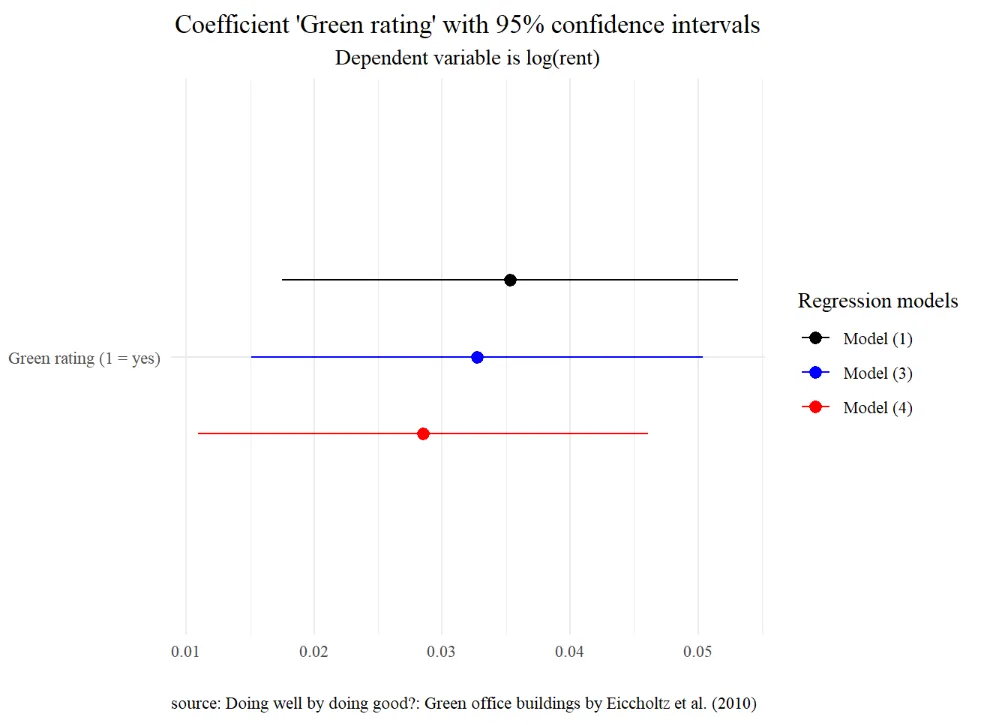 Coefficient 'Green rating' with 95% confidence intervals
Dependent variable is log(rent)
Green rating (1 = yes)
Regression models
Model (1)
Model (3)
Model (4)
0.01 0.02 0.03 0.04 0.05
source: Doing well by doing good?: Green office buildings by Eiccholtz et al. (2010)